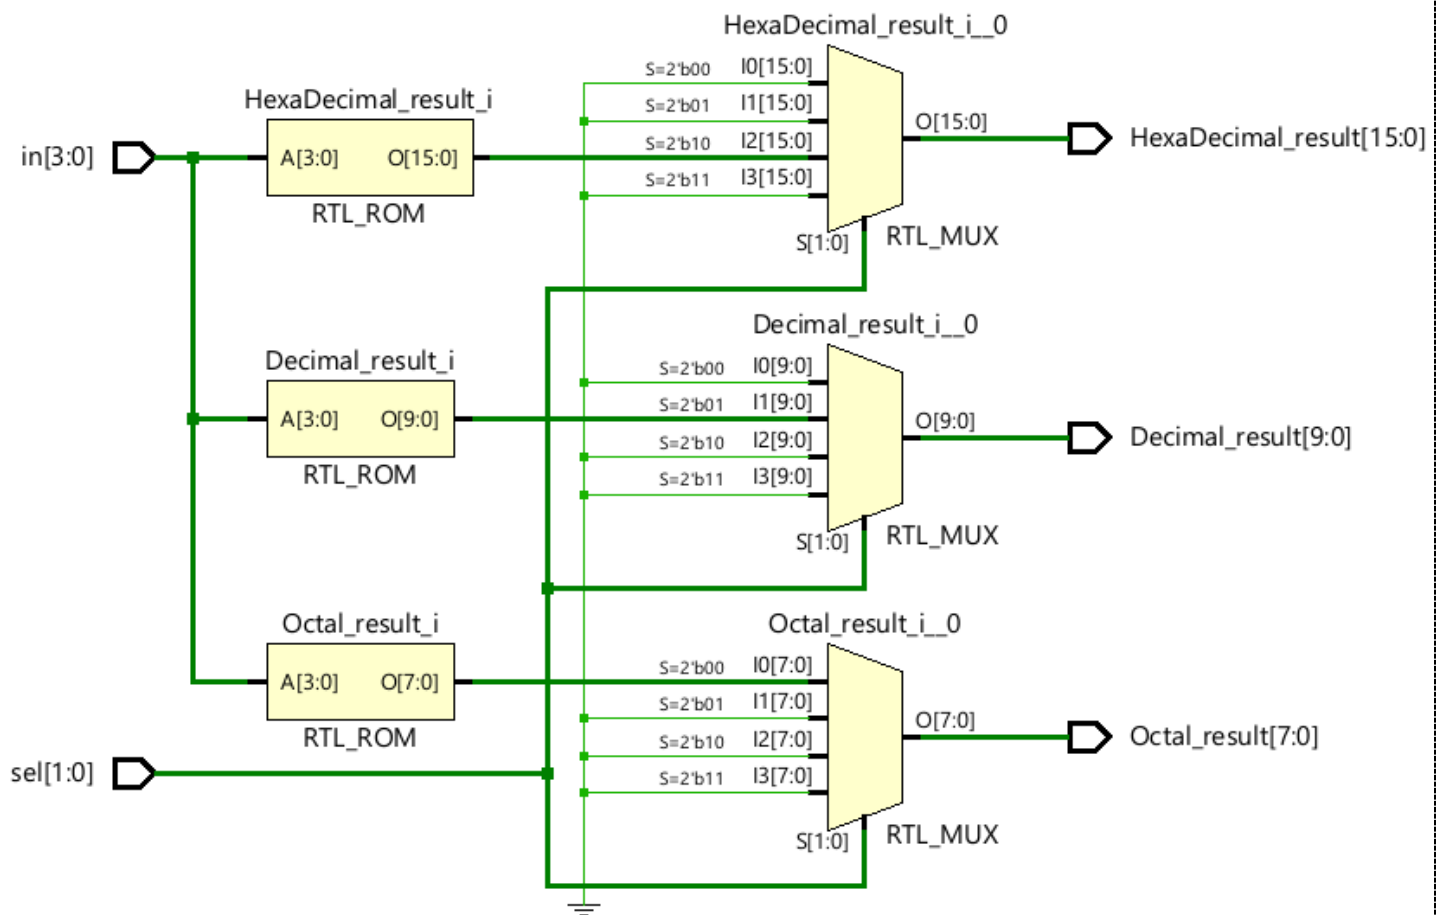 HexaDecimal_result_i__0
S=2'b00 I0[15:0]
HexaDecimal_result_i
S=2'b01 I1[15:0]
O[15:0]
in[3:0]
A[3:0] O[15:0]
S=2'b10 I2[15:0]
HexaDecimal_result[15:0]
S=2'b11 I3[15:0]
RTL_ROM
S[1:0]
RTL_MUX
Decimal_result_i__0
Decimal_result_i
S=2'b00 I0[9:0]
S=2'b01 I1[9:0]
A[3:0] O[9:0]
O[9:0]
S=2'b10 I2[9:0]
Decimal_result[9:0]
RTL_ROM
S=2'b11 I3[9:0]
S[1:0]
RTL_MUX
Octal_result_i
Octal_result_i__0
S=2'b00 I0[7:0]
A[3:0] O[7:0]
S=2'b01 I1[7:0]
O[7:0]
RTL_ROM
S=2'b10 I2[7:0]
Octal_result[7:0]
sel[1:0]
S=2'b11 I3[7:0]
S[1:0]
RTL_MUX